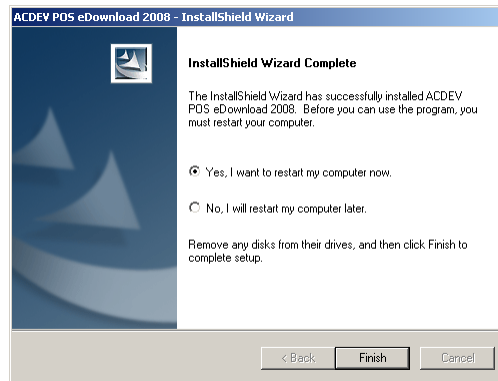 ACDEV POS eDownload 2008 - InstallShield Wizard
InstallShield Wizard Complete
The InstallShield Wizard has successfully installed ACDEV
POS eDownload 2008.  Before you can use the program, you
must restart your computer.
Yes, I want to restart my computer now.
No, I will restart my computer later.
Remove any disks from their drives, and then click Finish to
complete setup.
< Back
Finish
Cancel